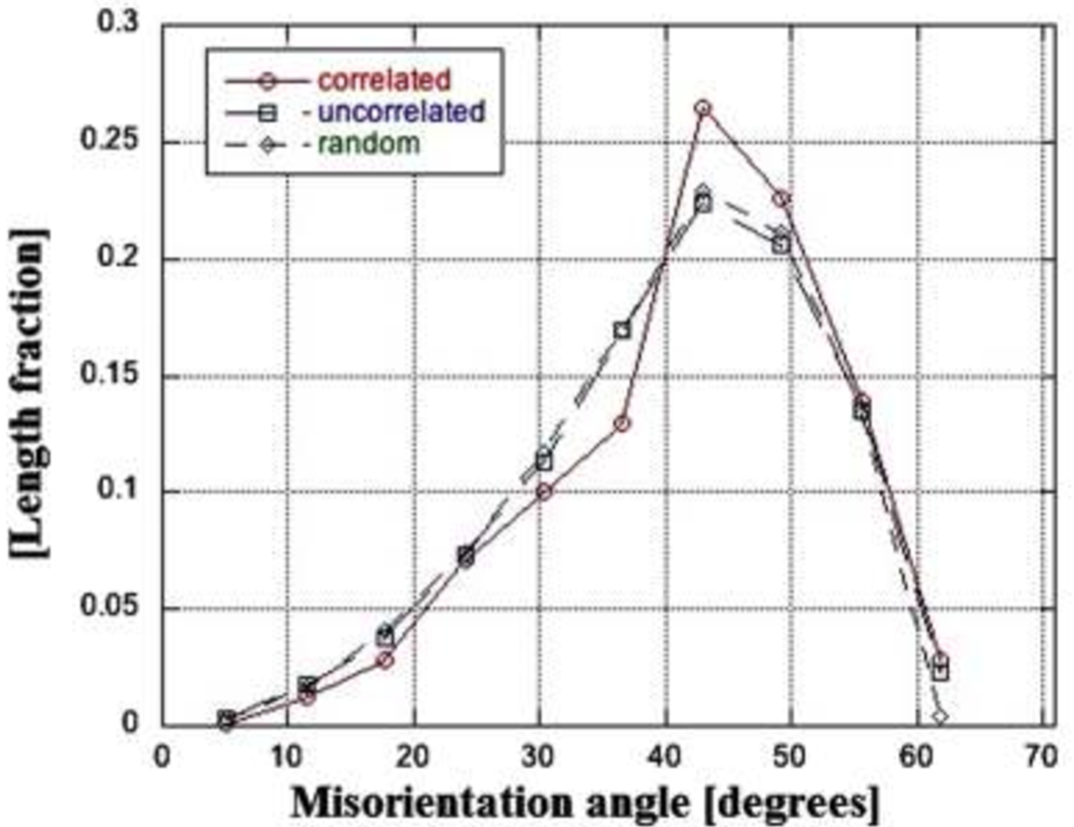 0.3
correlated
uncorrelated
random
0.25
0.2
0.15
0.1
0.05
0
0 10 20 30 40 50 60 70
[Length fraction]
Misorientation angle [degrees]